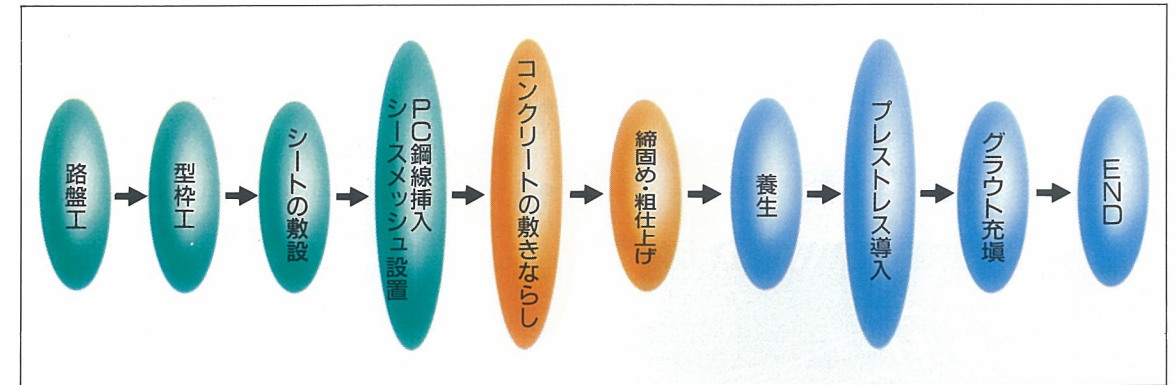 路盤工
型枠工
シートの敷設
PC鋼線挿入
シースメッシュ設置
コンクリートの敷きならし
締固め・粗仕上げ
養生
プレストレス導入
グラウト充填
END